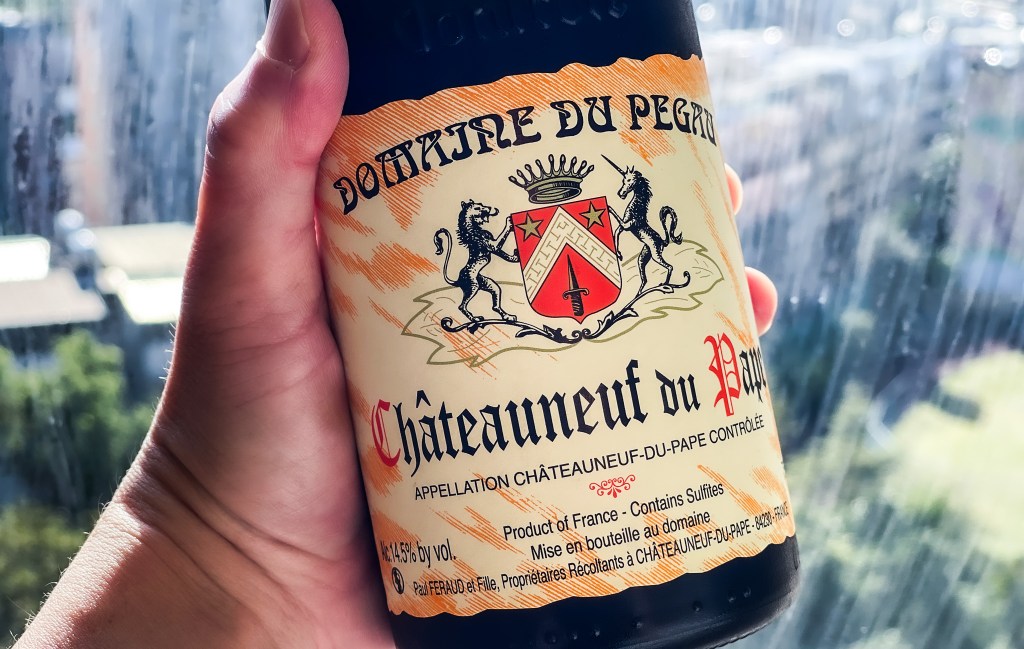 DOMAINE DU PEGAU
Châteauneuf du Pape
APPELLATION CHÂTEAUNEUF-DU-PAPE CONTRÔLÉE
Product of France - Contains Sulfites
Alc. 14.5% by vol.
Mise en bouteille au domaine
Paul FERAUD et Fille, Propriétaires Récoltants à CHÂTEAUNEUF-DU-PAPE - 84230 - FRANCE